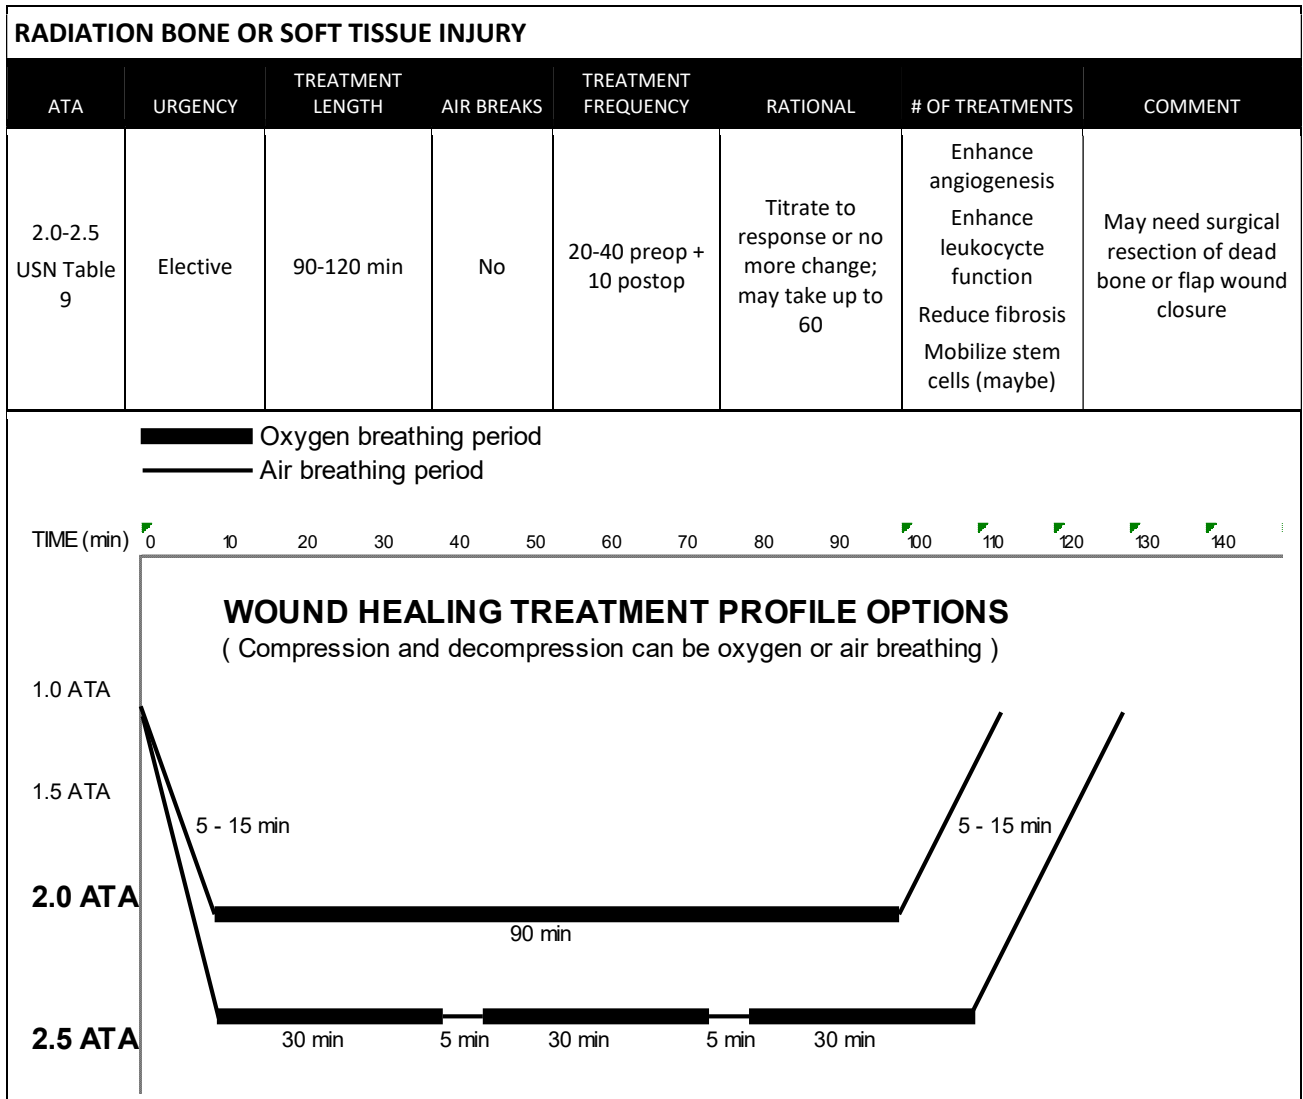 RADIATION BONE OR SOFT TISSUE INJURY
ATA
URGENCY
TREATMENT
LENGTH
AIR BREAKS
TREATMENT
FREQUENCY
RATIONAL
# OF TREATMENTS
COMMENT
2.0-2.5
USN Table
9
Elective
90-120 min
No
20-40 preop +
10 postop
Titrate to
response or no
more change;
may take up to
60
Enhance
angiogenesis
Enhance
leukocycte
function
Reduce fibrosis
Mobilize stem
cells (maybe)
May need surgical
resection of dead
bone or flap wound
closure
Oxygen breathing period
Air breathing period
TIME (min) 0 10 20 30 40 50 60 70 80 90 100 110 120 130 140
WOUND HEALING TREATMENT PROFILE OPTIONS
( Compression and decompression can be oxygen or air breathing )
1.0 ATA
1.5 ATA
5 - 15 min 5 - 15 min
2.0 ATA
90 min
2.5 ATA 30 min 5 min 30 min 5 min 30 min